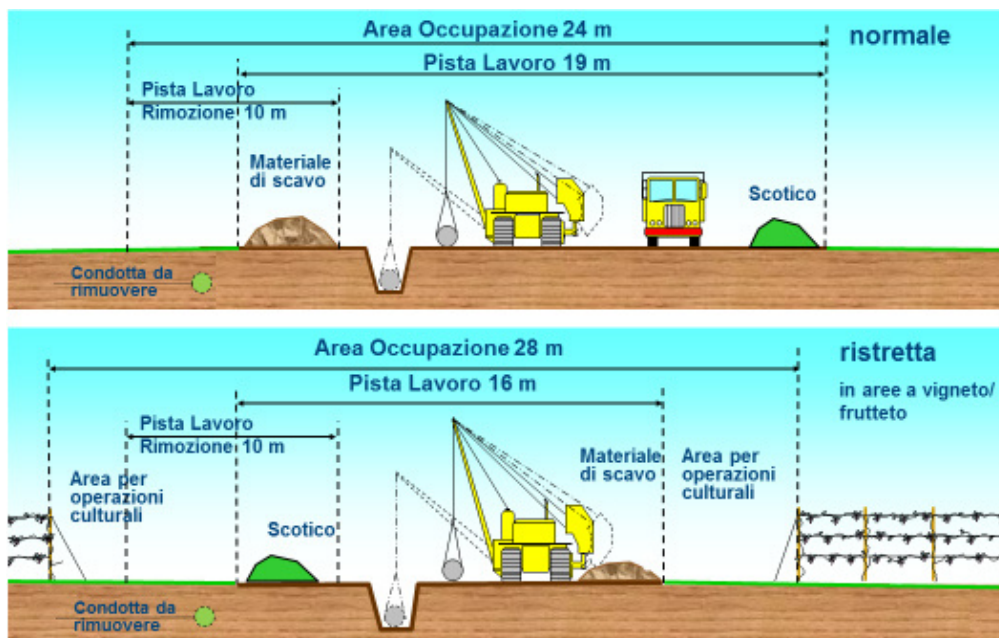 Area Occupazione 24 m
normale
Pista Lavoro 19 m
Pista Lavoro
Rimozione 10 m
Materiale
di scavo
Scotico
Condotta da
rimuovere
Area Occupazione 28 m
ristretta
Pista Lavoro 16 m
in aree a vigneto/
frutteto
Pista Lavoro
Rimozione 10 m
Materiale
di scavo
Area per
operazioni
culturali
Area per
operazioni
culturali
Scotico
Condotta da
rimuovere